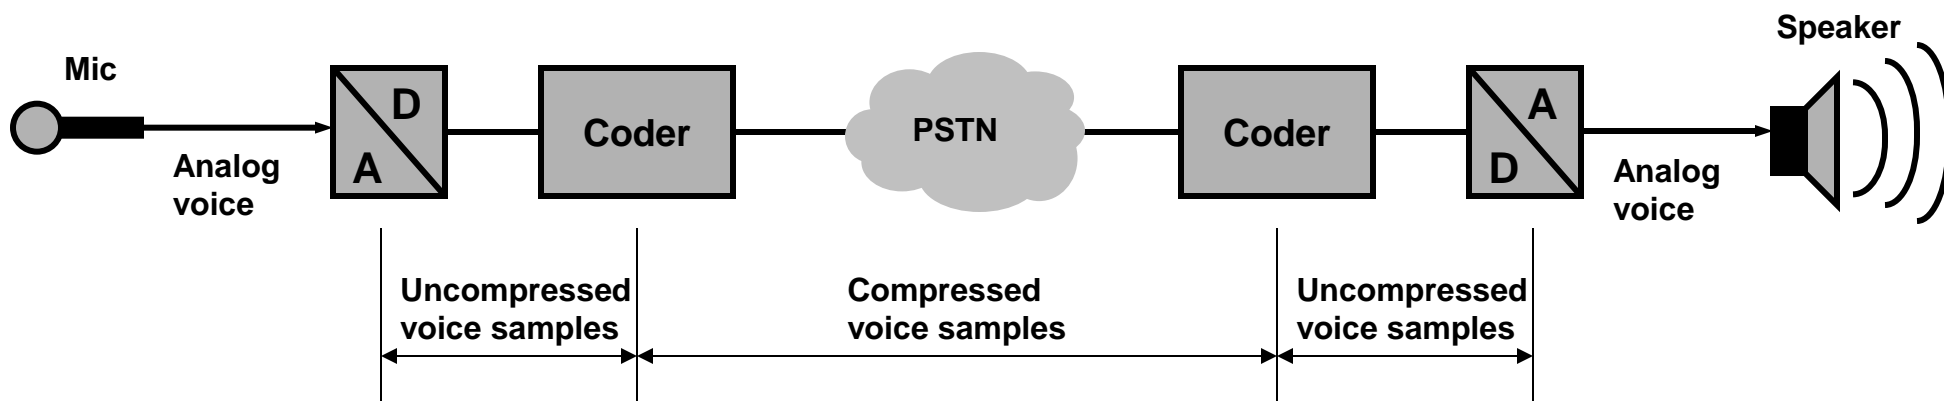 Speaker
Mic
D
A
Coder
PSTN
Coder
A
D
Analog
voice
Analog
voice
Uncompressed
voice samples
Compressed
voice samples
Uncompressed
voice samples